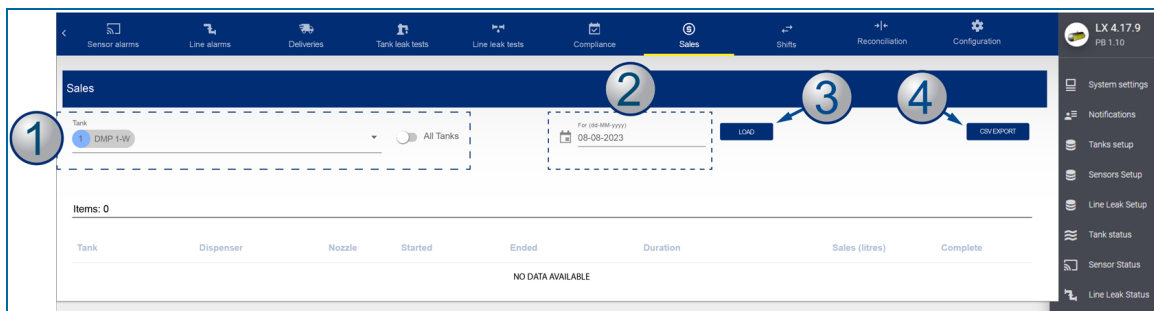 Sensor alarms
Line alarms
Deliveries
Tank leak tests
Line leak tests
Compliance
Sales
Shifts
Reconciliation
Configuration
LX 4.17.9
PB 1.10
Sales
1
2
3
4
Tank
1 DMP 1-W
All Tanks
For (dd-MM-yyyy)
08-08-2023
LOAD
CSV EXPORT
Items: 0
Tank Dispenser Nozzle Started Ended Duration Sales (litres) Complete
NO DATA AVAILABLE
System settings
Notifications
Tanks setup
Sensors Setup
Line Leak Setup
Tank status
Sensor Status
Line Leak Status